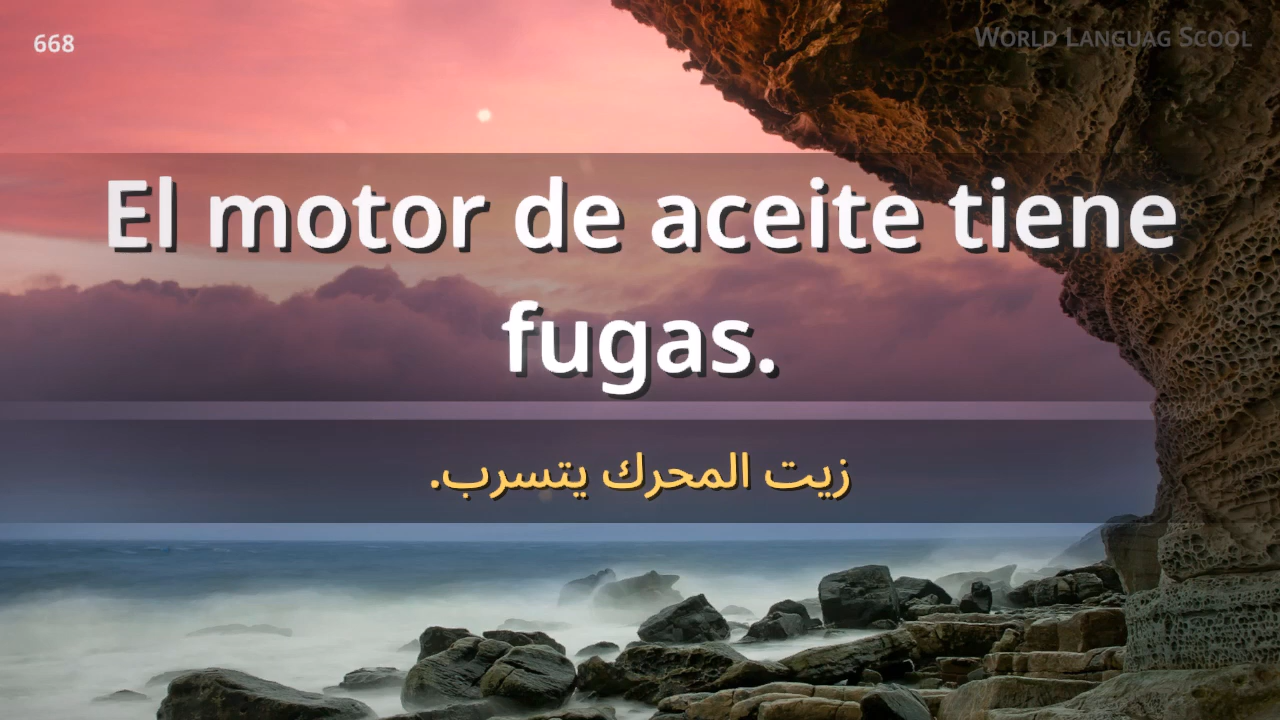 668
WORLD LANGUAG SCOOL
El motor de aceite tiene
fugas.
زيت المحرك يتسرب.